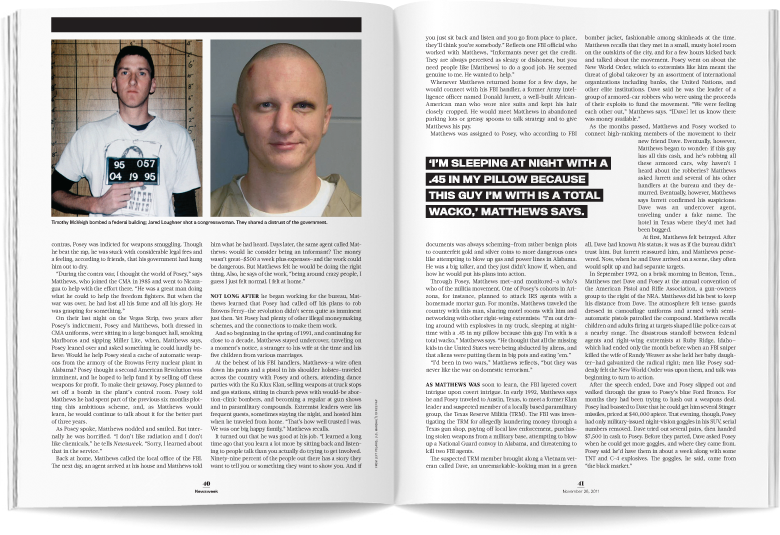 95 057
04 19 95
Timothy McVeigh bombed a federal building; Jared Loughner shot a congresswoman. They shared a distrust of the government.
contras, Posey was indicted for weapons smuggling. Though
he beat the rap, he was stuck with considerable legal fees and
a feeling, according to friends, that his government had hung
him out to dry.
"During the contra war, I thought the world of Posey," says
Matthews, who joined the CMA in 1985 and went to Nicara-
gua to help with the effort there. "He was a great man doing
what he could to help the freedom fighters. But when the
war was over, he had lost all his fame and all his glory. He
was grasping for something."
On their last night on the Vegas Strip, two years after
Posey's indictment, Posey and Matthews, both dressed in
CMA uniforms, were sitting in a large banquet hall, smoking
Marlboros and sipping Miller Lite, when, Matthews says,
Posey leaned over and asked something he could hardly be-
lieve: Would he help Posey steal a cache of automatic weap-
ons from the armory of the Browns Ferry nuclear plant in
Alabama? Posey thought a second American Revolution was
imminent, and he hoped to help fund it by selling off these
weapons for profit. To make their getaway, Posey planned to
set off a bomb in the plant's control room. Posey told
Matthews he had spent part of the previous six months plot-
ting this ambitious scheme, and, as Matthews would
learn, he would continue to talk about it for the better part
of three years.
As Posey spoke, Matthews nodded and smiled. But inter-
nally he was horrified. "I don't like radiation and I don't
like chemicals," he tells Newsweek. "Sorry, I learned about
that in the service."
Back at home, Matthews called the local office of the FBI.
The next day, an agent arrived at his house and Matthews told
him what he had heard. Days later, the same agent called Mat-
thews: would he consider being an informant? The money
wasn't great—$500 a week plus expenses—and the work could
be dangerous. But Matthews felt he would be doing the right
thing. Also, he says of the work, "being around crazy people, I
guess I just felt normal. I felt at home."
NOT LONG AFTER he began working for the bureau, Mat-
thews learned that Posey had called off his plans to rob
Browns Ferry—the revolution didn't seem quite as imminent
just then. Yet Posey had plenty of other illegal moneymaking
schemes, and the connections to make them work.
And so beginning in the spring of 1991, and continuing for
close to a decade, Matthews stayed undercover, traveling on
a moment's notice, a stranger to his wife at the time and his
five children from various marriages.
At the behest of his FBI handlers, Matthews—a wire often
down his pants and a pistol in his shoulder holster—traveled
across the country with Posey and others, attending dance
parties with the Ku Klux Klan, selling weapons at truck stops
and gas stations, sitting in church pews with would-be abor-
tion-clinic bombers, and becoming a regular at gun shows
and in paramilitary compounds. Extremist leaders were his
frequent guests, sometimes staying the night, and hosted him
when he traveled from home. "That's how well trusted I was.
We was one big happy family," Matthews recalls.
It turned out that he was good at his job. "I learned a long
time ago that you learn a lot more by sitting back and listen-
ing to people talk than you actually do trying to get involved.
Ninety-nine percent of the people out there has a story they
want to tell you or something they want to show you. And if
40
Newsweek
you just sit back and listen and you go from place to place,
they'll think you're somebody." Reflects one FBI official who
worked with Matthews, "Informants never get the credit.
They are always perceived as sleazy or dishonest, but you
need people like [Matthews] to do a good job. He seemed
genuine to me. He wanted to help."
Whenever Matthews returned home for a few days, he
would connect with his FBI handler, a former Army intel-
ligence officer named Donald Jarrett, a well-built African-
American man who wore nice suits and kept his hair
closely cropped. He would meet Matthews in abandoned
parking lots or greasy spoons to talk strategy and to give
Matthews his pay.
Matthews was assigned to Posey, who according to FBI
'I'M SLEEPING AT NIGHT WITH A
.45 IN MY PILLOW BECAUSE
THIS GUY I'M WITH IS A TOTAL
WACKO,' MATTHEWS SAYS.
documents was always scheming—from rather benign plots
to counterfeit gold and silver coins to more dangerous ones
like attempting to blow up gas and power lines in Alabama.
He was a big talker, and they just didn't know if, when, and
how he would put his plans into action.
Through Posey, Matthews met—and monitored—a who's
who of the militia movement. One of Posey's cohorts in Ari-
zona, for instance, planned to attack IRS agents with a
homemade mortar gun. For months, Matthews traveled the
country with this man, sharing motel rooms with him and
networking with other right-wing extremists. "I'm out driv-
ing around with explosives in my truck, sleeping at night-
time with a .45 in my pillow because this guy I'm with is a
total wacko," Matthews says. "He thought that all the missing
kids in the United States were being abducted by aliens, and
that aliens were putting them in big pots and eating 'em."
"I'd been in two wars," Matthews reflects, "but they was
never like the war on domestic terrorism."
AS MATTHEWS WAS soon to learn, the FBI layered covert
intrigue upon covert intrigue. In early 1992, Matthews says
he and Posey traveled to Austin, Texas, to meet a former Klan
leader and suspected member of a locally based paramilitary
group, the Texas Reserve Militia (TRM). The FBI was inves-
tigating the TRM for allegedly laundering money through a
Texas gun shop, paying off local law enforcement, purchas-
ing stolen weapons from a military base, attempting to blow
up a National Guard convoy in Alabama, and threatening to
kill two FBI agents.
The suspected TRM member brought along a Vietnam vet-
eran called Dave, an unremarkable-looking man in a green
bomber jacket, fashionable among skinheads at the time.
Matthews recalls that they met in a small, musty hotel room
on the outskirts of the city, and for a few hours kicked back
and talked about the movement. Posey went on about the
New World Order, which to extremists like him meant the
threat of global takeover by an assortment of international
organizations including banks, the United Nations, and
other elite institutions. Dave said he was the leader of a
group of armored-car robbers who were using the proceeds
of their exploits to fund the movement. "We were feeling
each other out," Matthews says. "[Dave] let us know there
was money available."
As the months passed, Matthews and Posey worked to
connect high-ranking members of the movement to their
new friend Dave. Eventually, however,
Matthews began to wonder: if this guy
has all this cash, and he's robbing all
these armored cars, why haven't I
heard about the robberies? Matthews
asked Jarrett and several of his other
handlers at the bureau and they de-
murred. Eventually, however, Matthews
says Jarrett confirmed his suspicions:
Dave was an undercover agent,
traveling under a fake name. The
hotel in Texas where they met had
been bugged.
At first, Matthews felt betrayed. After
all, Dave had known his status; it was as if the bureau didn't
trust him. But Jarrett reassured him, and Matthews perse-
vered. Now, when he and Dave arrived on a scene, they often
would split up and had separate targets.
In September 1992, on a brisk morning in Benton, Tenn.,
Matthews met Dave and Posey at the annual convention of
the American Pistol and Rifle Association, a gun-owners
group to the right of the NRA. Matthews did his best to keep
his distance from Dave. The atmosphere felt tense: guards
dressed in camouflage uniforms and armed with semi-
automatic pistols patrolled the compound. Matthews recalls
children and adults firing at targets shaped like police cars at
a nearby range. The disastrous standoff between federal
agents and right-wing extremists at Ruby Ridge, Idaho—
which had ended only the month before when an FBI sniper
killed the wife of Randy Weaver as she held her baby daugh-
ter—had galvanized the radical right; men like Posey sud-
denly felt the New World Order was upon them, and talk was
beginning to turn to action.
After the speech ended, Dave and Posey slipped out and
walked through the grass to Posey's blue Ford Bronco. For
months they had been trying to hash out a weapons deal.
Posey had boasted to Dave that he could get him several Stinger
missiles, priced at $40,000 apiece. That evening, though, Posey
had only military-issued night-vision goggles in his SUV, serial
numbers removed. Dave tried out several pairs, then handed
$7,500 in cash to Posey. Before they parted, Dave asked Posey
when he could get more goggles, and where they came from.
Posey said he'd have them in about a week along with some
TNT and C-4 explosives. The goggles, he said, came from
"the black market."
41
November 28, 2011